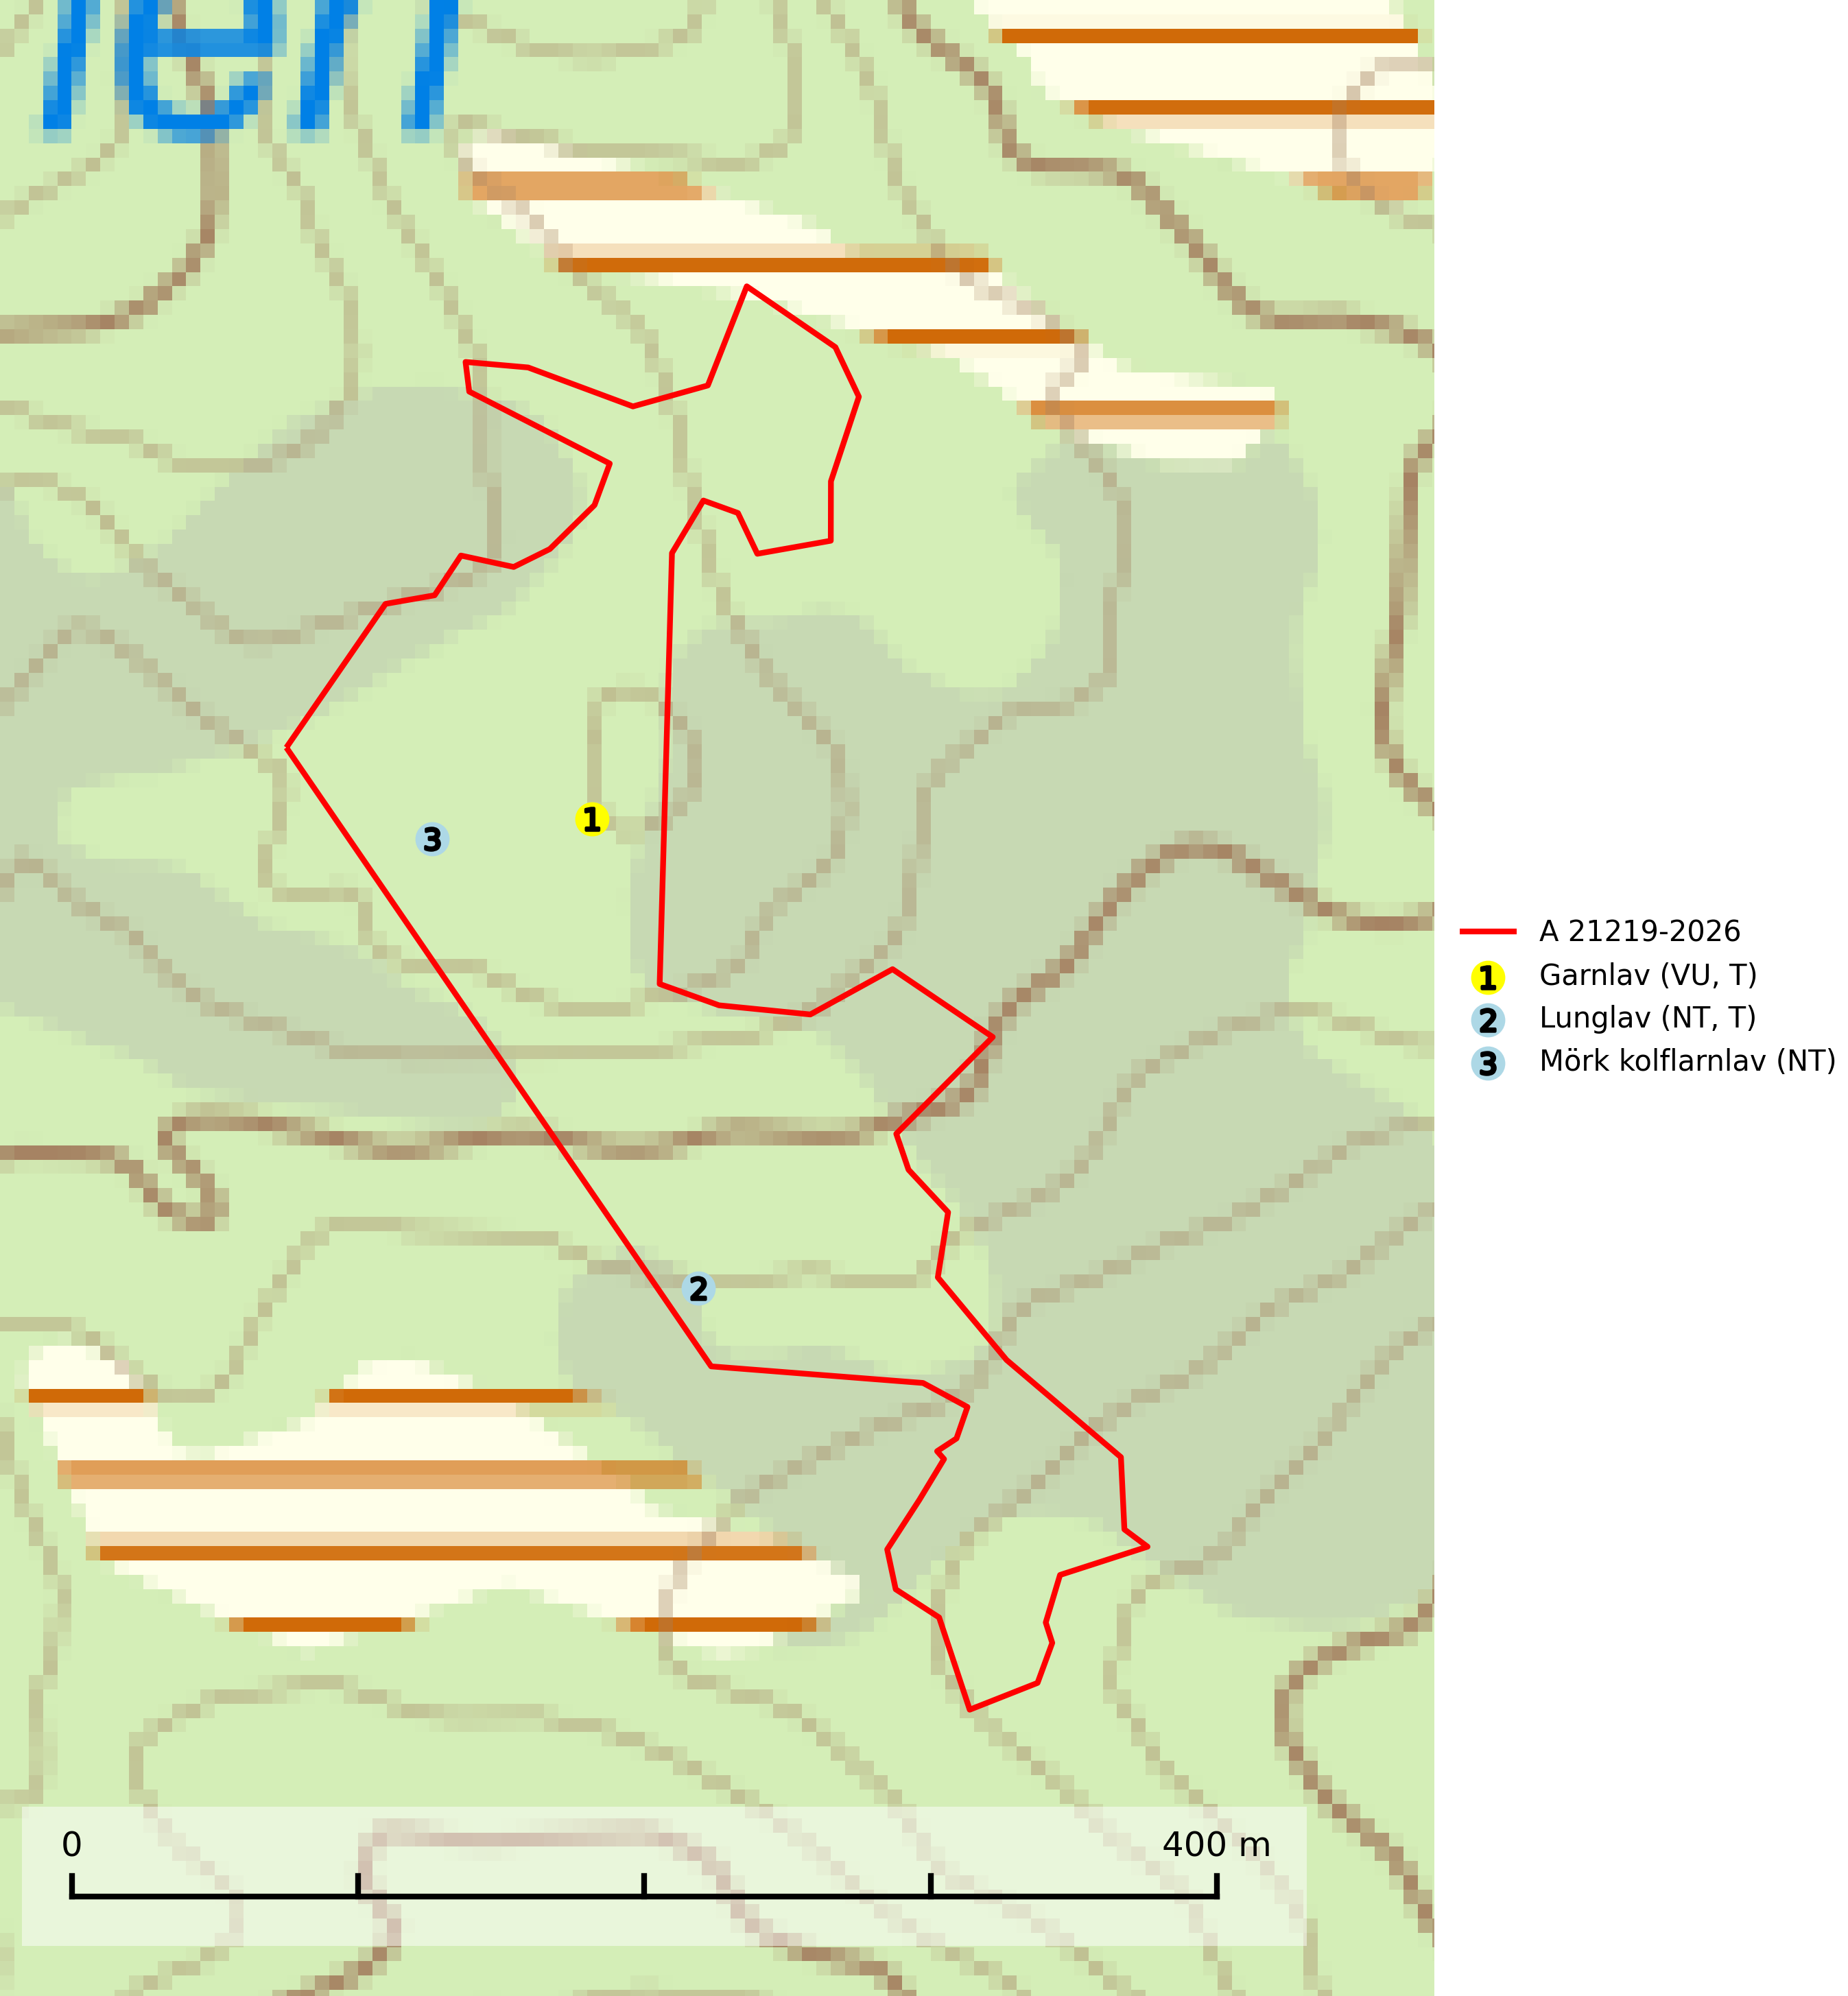 A 21219-2026
1 Garnlav (VU, T)
2 Lunglav (NT, T)
3 Mörk kolflarnlav (NT)
1
3
2
0 400 m